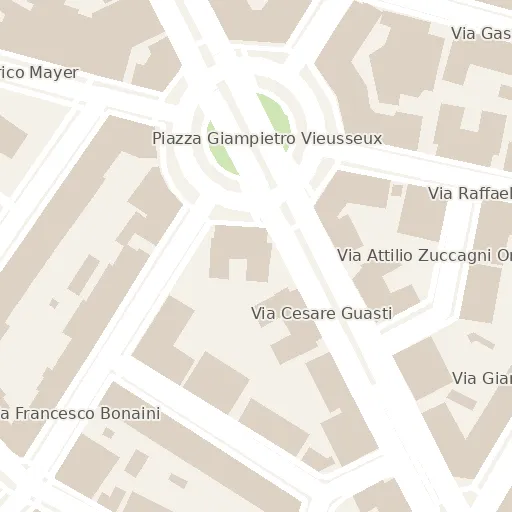 Via Gas
rico Mayer
Piazza Giampietro Vieusseux
Via Raffael
Via Attilio Zuccagni Or
Via Cesare Guasti
Via Gian
a Francesco Bonaini